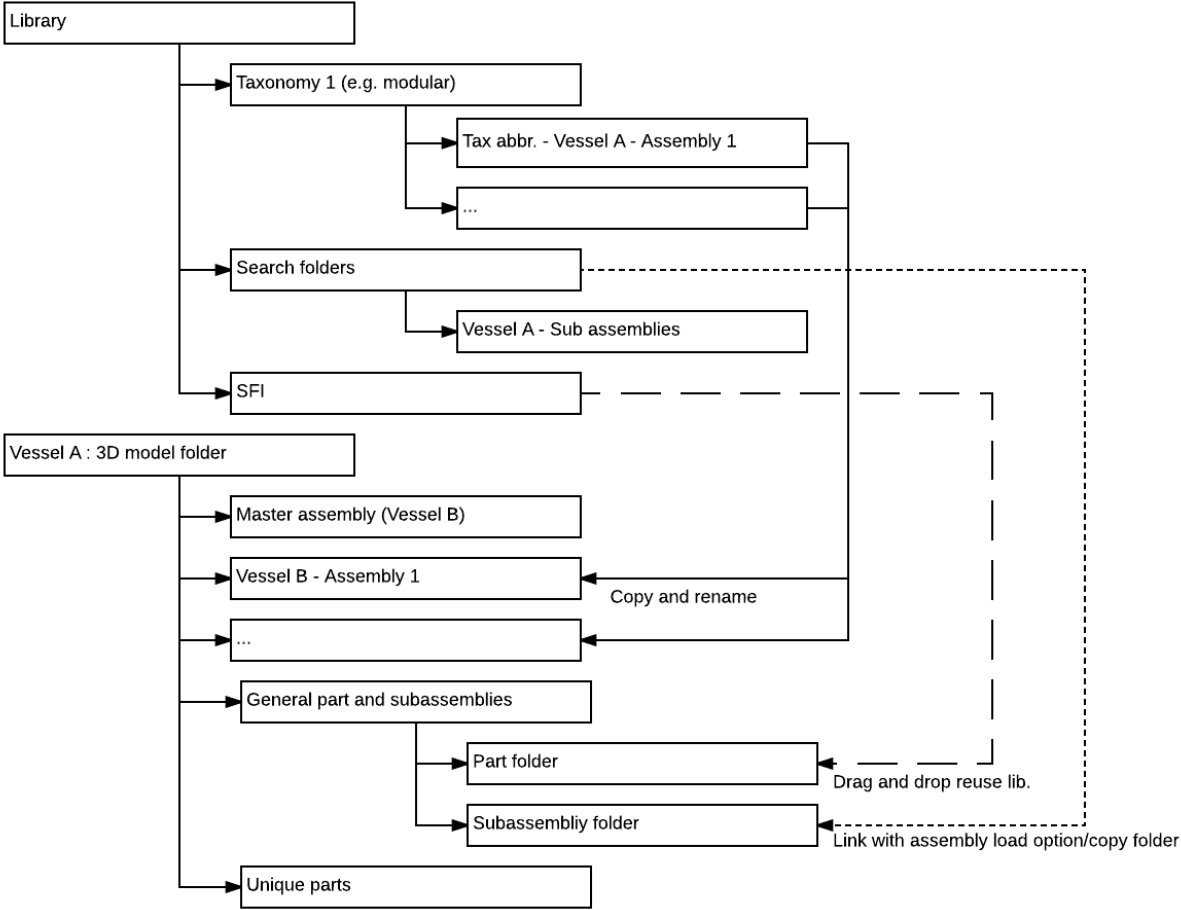 Library
Taxonomy 1 (e.g. modular)
Tax abbr. - Vessel A - Assembly 1
...
Search folders
Vessel A - Sub assemblies
SFI
Vessel A : 3D model folder
Master assembly (Vessel B)
Vessel B - Assembly 1
Copy and rename
...
General part and subassemblies
Part folder
Drag and drop reuse lib.
Subassembliy folder
Link with assembly load option/copy folder
Unique parts